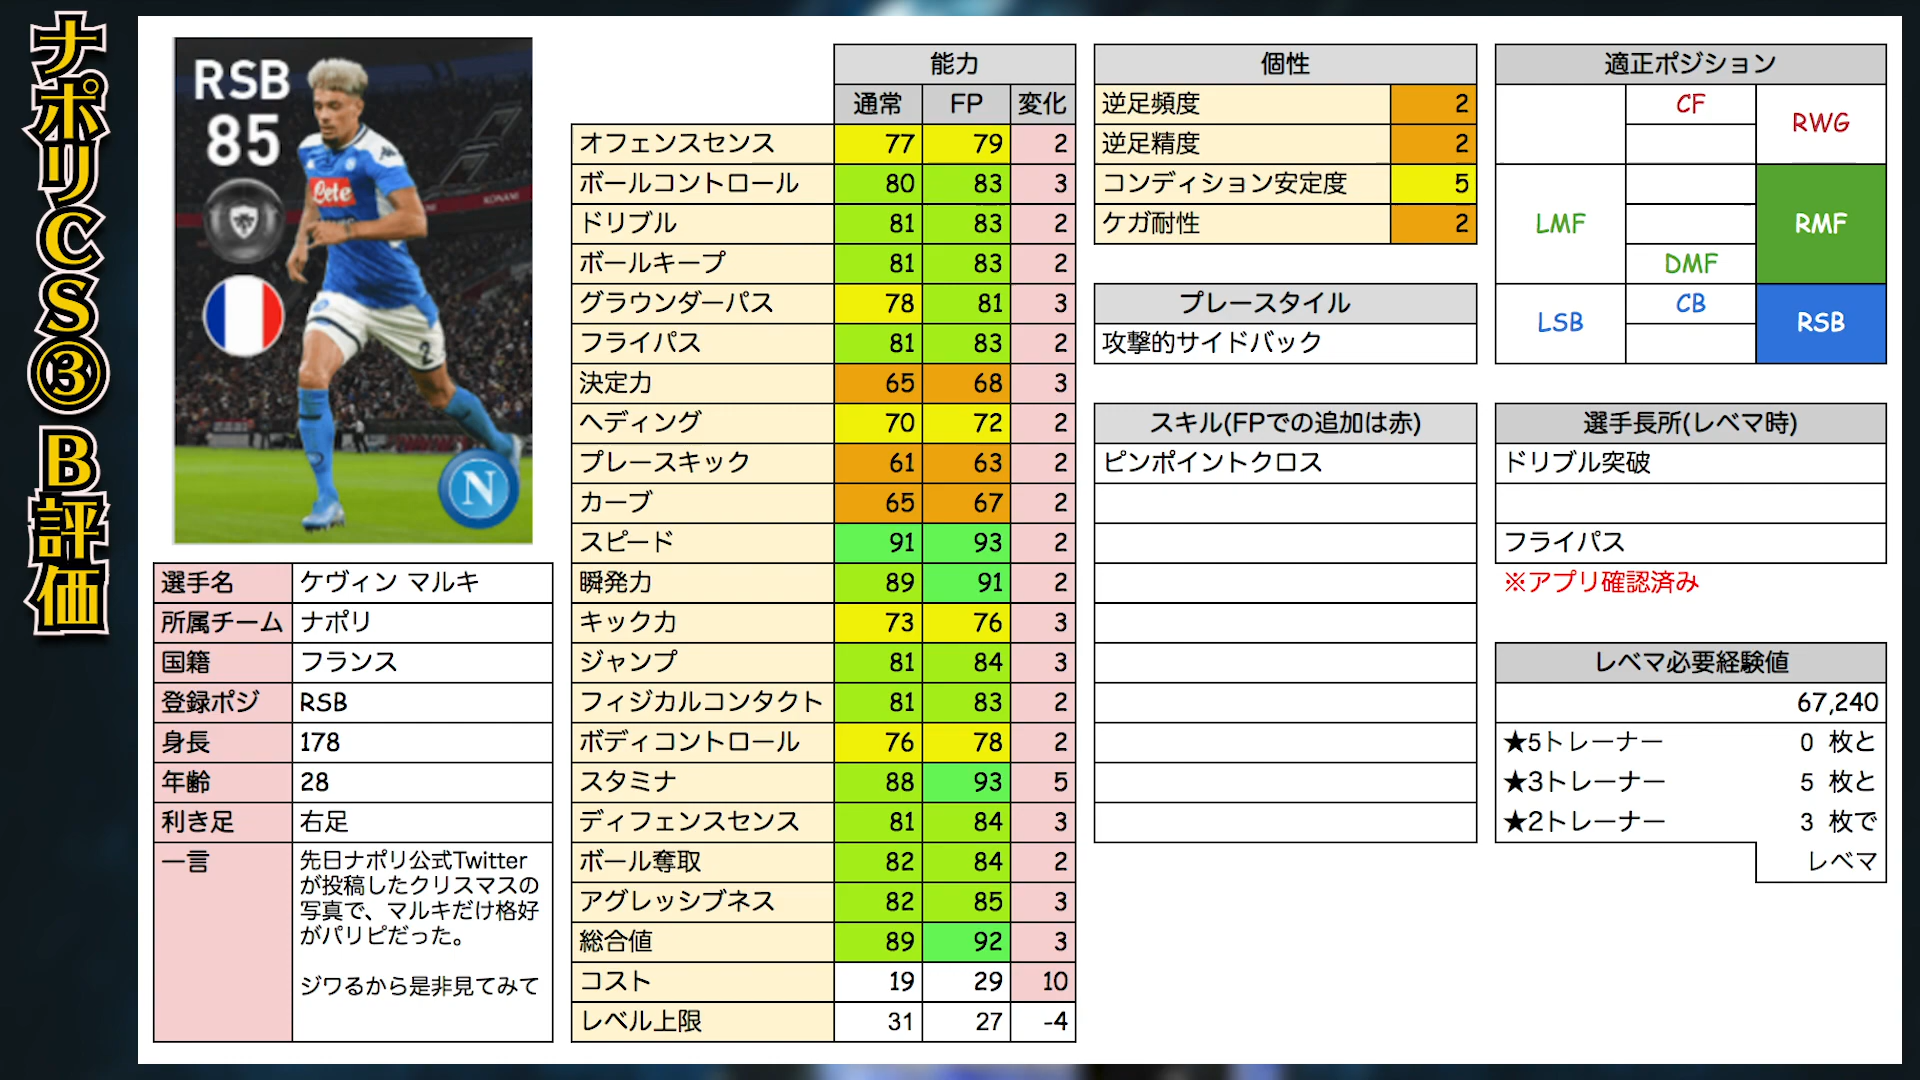 ナポリCS③ B評価
RSB
85
Cete
KONAMI
2
N
選手名 ケヴィン マルキ
所属チーム ナポリ
国籍 フランス
登録ポジ RSB
身長 178
年齢 28
利き足 右足
一言 先日ナポリ公式Twitter
が投稿したクリスマスの
写真で、マルキだけ格好
がパリピだった。
ジワるから是非見てみて
能力
通常 FP 変化
オフェンスセンス 77 79 2
ボールコントロール 80 83 3
ドリブル 81 83 2
ボールキープ 81 83 2
グラウンダーパス 78 81 3
フライパス 81 83 2
決定力 65 68 3
ヘディング 70 72 2
プレースキック 61 63 2
カーブ 65 67 2
スピード 91 93 2
瞬発力 89 91 2
キック力 73 76 3
ジャンプ 81 84 3
フィジカルコンタクト 81 83 2
ボディコントロール 76 78 2
スタミナ 88 93 5
ディフェンスセンス 81 84 3
ボール奪取 82 84 2
アグレッシブネス 82 85 3
総合値 89 92 3
コスト 19 29 10
レベル上限 31 27 -4
個性
逆足頻度 2
逆足精度 2
コンディション安定度 5
ケガ耐性 2
プレースタイル
攻撃的サイドバック
スキル(FPでの追加は赤)
ピンポイントクロス
適正ポジション
CF
RWG
LMF
RMF
DMF
LSB
CB
RSB
選手長所(レベマ時)
ドリブル突破
フライパス
※アプリ確認済み
レベマ必要経験値
67,240
★5トレーナー 0 枚と
★3トレーナー 5 枚と
★2トレーナー 3 枚で
レベマ